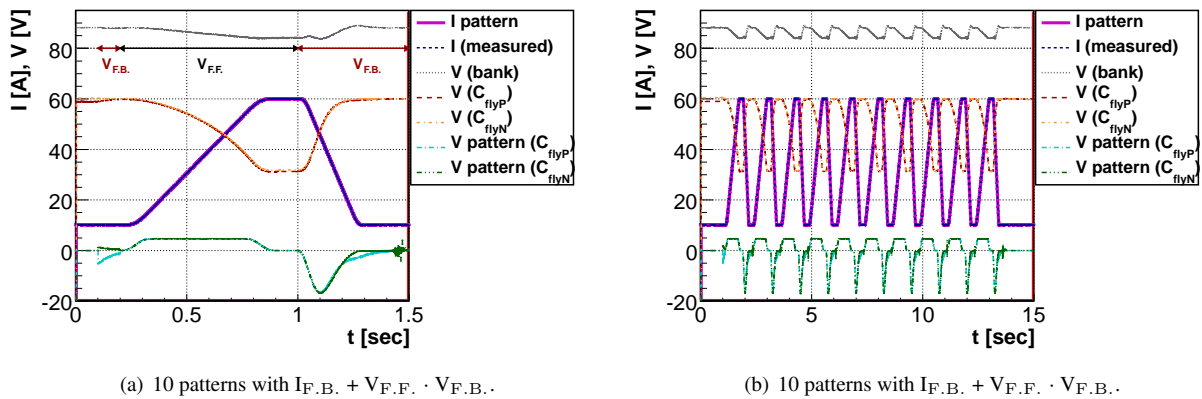 I [A], V [V]
80
60
40
20
0
-20
V_F.B.
V_F.F.
V_F.B.
0
0.5
1
1.5
t [sec]
I pattern
I (measured)
V (bank)
V (C_flyP)
V (C_flyN)
V pattern (C_flyP)
V pattern (C_flyN)
(a) 10 patterns with I_F.B. + V_F.F. · V_F.B..
I [A], V [V]
80
60
40
20
0
-20
0
5
10
15
t [sec]
I pattern
I (measured)
V (bank)
V (C_flyP)
V (C_flyN)
V pattern (C_flyP)
V pattern (C_flyN)
(b) 10 patterns with I_F.B. + V_F.F. · V_F.B..